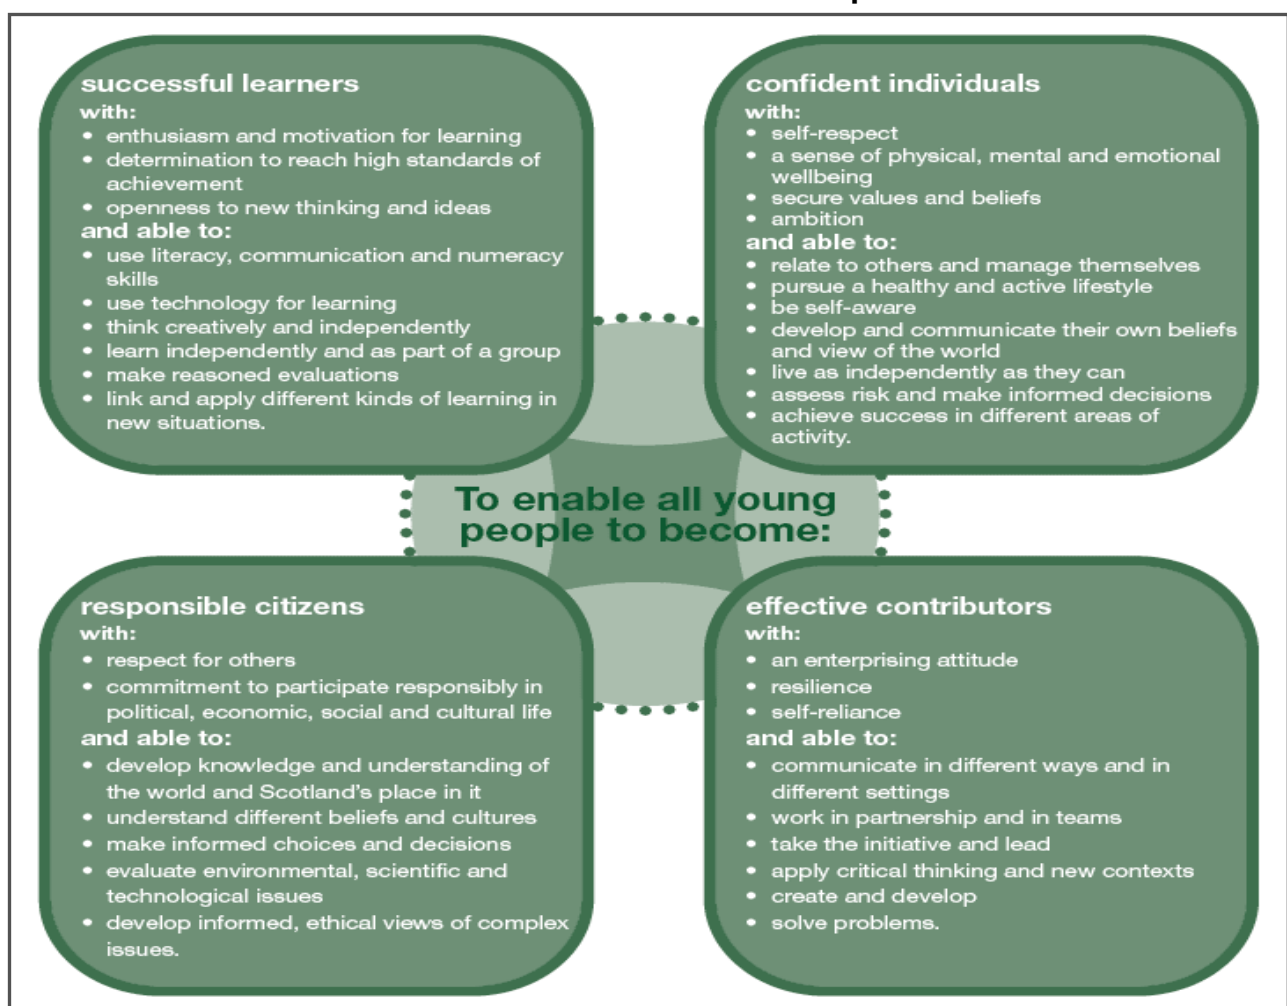 successful learners
with:
• enthusiasm and motivation for learning
• determination to reach high standards of
achievement
• openness to new thinking and ideas
and able to:
• use literacy, communication and numeracy
skills
• use technology for learning
• think creatively and independently
• learn independently and as part of a group
• make reasoned evaluations
• link and apply different kinds of learning in
new situations.
confident individuals
with:
• self-respect
• a sense of physical, mental and emotional
wellbeing
• secure values and beliefs
• ambition
and able to:
• relate to others and manage themselves
• pursue a healthy and active lifestyle
• be self-aware
• develop and communicate their own beliefs
and view of the world
• live as independently as they can
• assess risk and make informed decisions
• achieve success in different areas of
activity.
To enable all young
people to become:
responsible citizens
with:
• respect for others
• commitment to participate responsibly in
political, economic, social and cultural life
and able to:
• develop knowledge and understanding of
the world and Scotland's place in it
• understand different beliefs and cultures
• make informed choices and decisions
• evaluate environmental, scientific and
technological issues
• develop informed, ethical views of complex
issues.
effective contributors
with:
• an enterprising attitude
• resilience
• self-reliance
and able to:
• communicate in different ways and in
different settings
• work in partnership and in teams
• take the initiative and lead
• apply critical thinking and new contexts
• create and develop
• solve problems.